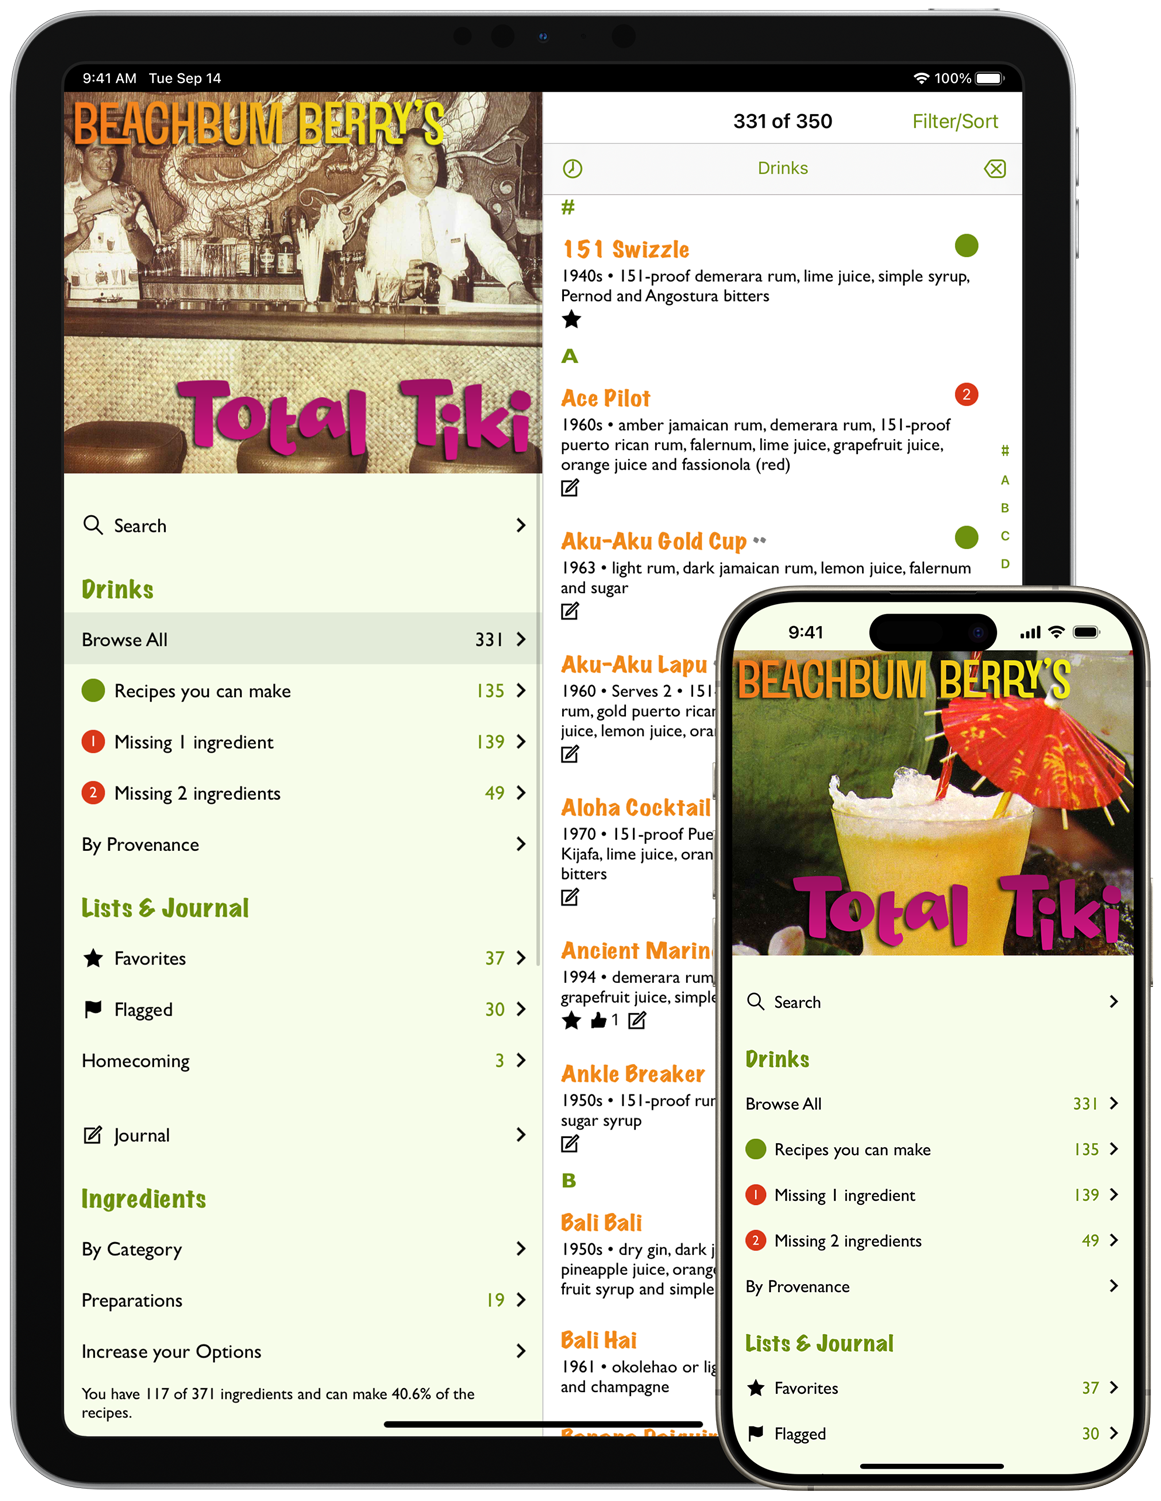 9:41 AM Tue Sep 14
100%
BEACHBUM BERRY'S
Total Tiki
Search
Drinks
Browse All 331
Recipes you can make 135
1 Missing 1 ingredient 139
2 Missing 2 ingredients 49
By Provenance
Lists & Journal
Favorites 37
Flagged 30
Homecoming 3
Journal
Ingredients
By Category
Preparations 19
Increase your Options
You have 117 of 371 ingredients and can make 40.6% of the
recipes.
331 of 350
Filter/Sort
Drinks
#
151 Swizzle
1940s • 151-proof demerara rum, lime juice, simple syrup,
Pernod and Angostura bitters
A
Ace Pilot
2
1960s • amber jamaican rum, demerara rum, 151-proof
puerto rican rum, falernum, lime juice, grapefruit juice,
orange juice and fassionola (red)
Aku-Aku Gold Cup
1963 • light rum, dark jamaican rum, lemon juice, falernum
and sugar
Aku-Aku Lapu
1960 • Serves 2 • 151-
rum, gold puerto rican
juice, lemon juice, ora
Aloha Cocktail
1970 • 151-proof Pue
Kijafa, lime juice, oran
bitters
Ancient Marin
1994 • demerara rum
grapefruit juice, simple
1
Ankle Breaker
1950s • 151-proof rum
sugar syrup
B
Bali Bali
1950s • dry gin, dark j
pineapple juice, orange
fruit syrup and simple
Bali Hai
1961 • okolehao or lig
and champagne
#
A
B
C
D
9:41
BEACHBUM BERRY'S
Total Tiki
Search
Drinks
Browse All 331
Recipes you can make 135
1 Missing 1 ingredient 139
2 Missing 2 ingredients 49
By Provenance
Lists & Journal
Favorites 37
Flagged 30